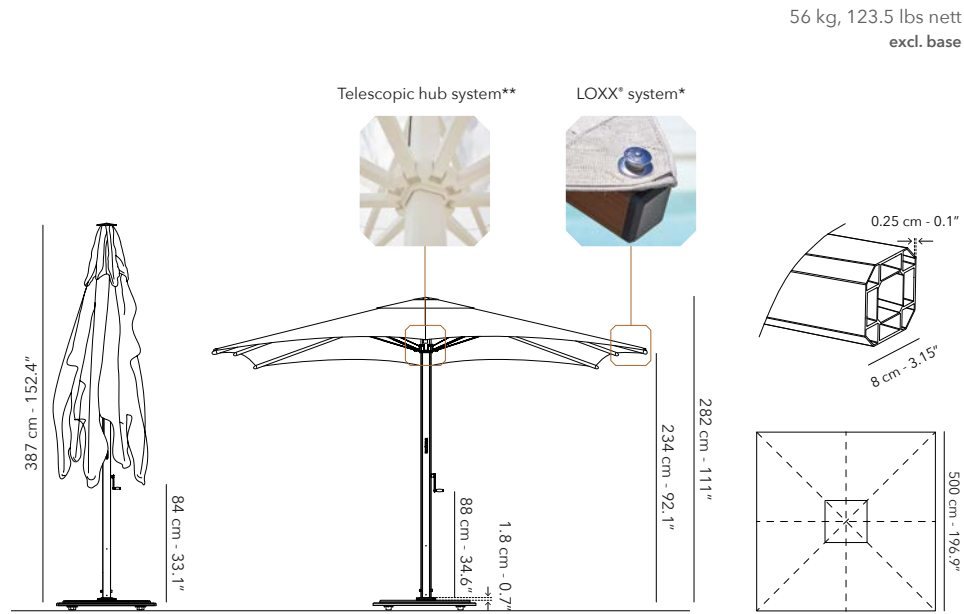 56 kg, 123.5 lbs nett
excl. base
Telescopic hub system**
LOXX® system*
0.25 cm - 0.1"
8 cm - 3.15"
387 cm - 152.4"
84 cm - 33.1"
88 cm - 34.6"
1.8 cm - 0.7"
234 cm - 92.1"
282 cm - 111"
500 cm - 196.9"